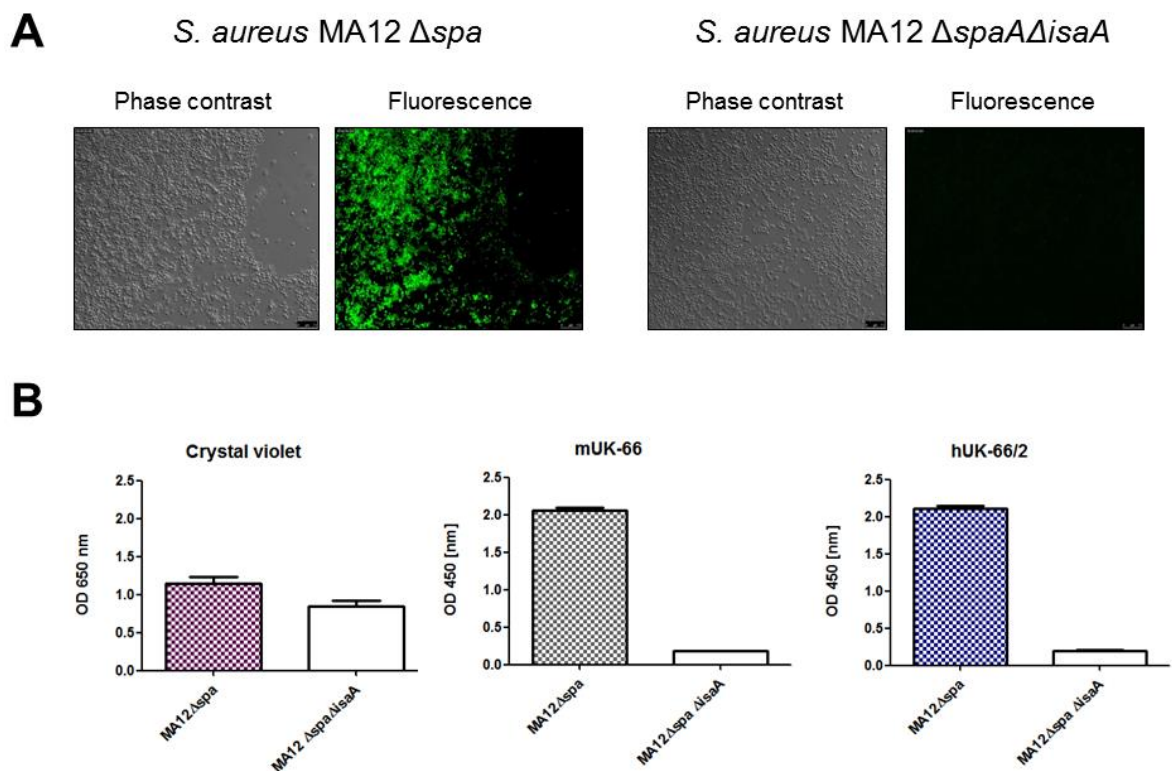 A
S. aureus MA12 Δspa
S. aureus MA12 ΔspaAΔisaA
Phase contrast
Fluorescence
Phase contrast
Fluorescence
B
Crystal violet
2.5
2.0
1.5
1.0
0.5
0.0
OD 650 nm
MA12Δspa
MA12 ΔspaΔisaA
mUK-66
2.5
2.0
1.5
1.0
0.5
0.0
OD 450 [nm]
MA12Δspa
MA12Δspa ΔisaA
hUK-66/2
2.5
2.0
1.5
1.0
0.5
0.0
OD 450 [nm]
MA12Δspa
MA12Δspa ΔisaA